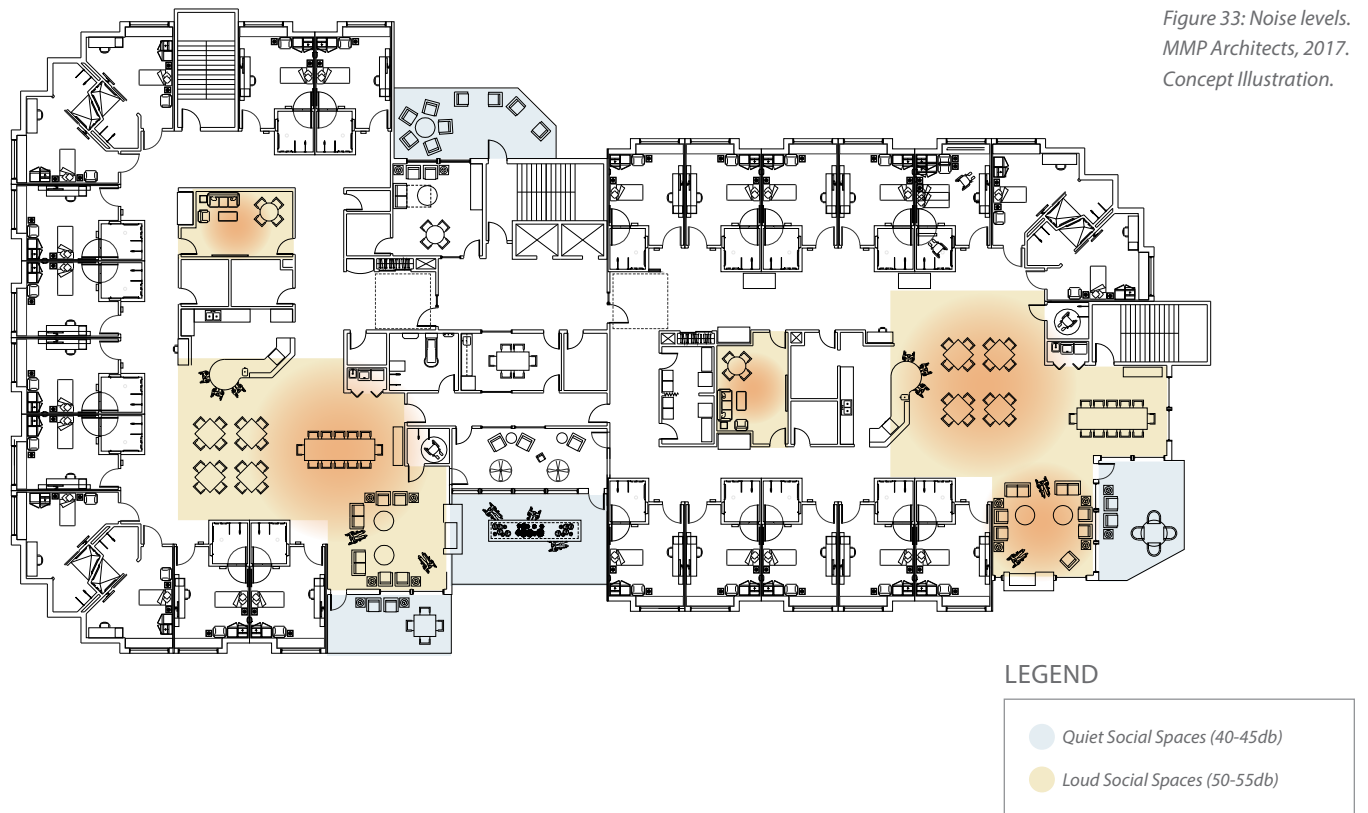 Figure 33: Noise levels.
MMP Architects, 2017.
Concept Illustration.
LEGEND
Quiet Social Spaces (40-45db)
Loud Social Spaces (50-55db)